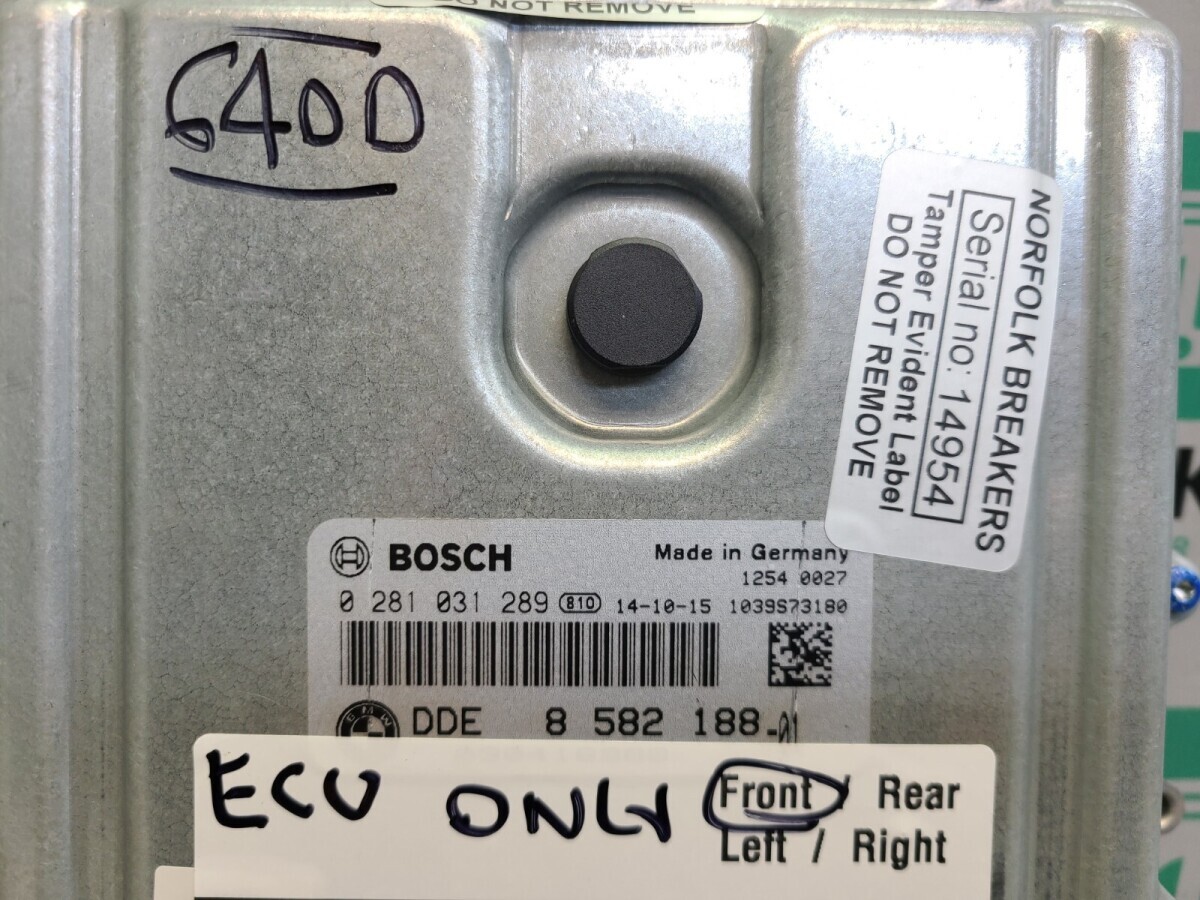 DO NOT REMOVE
640D
NORFOLK BREAKERS
Serial no: 14954
Tamper Evident Label
DO NOT REMOVE
BOSCH Made in Germany
1254 0027
0 281 031 289 810 14-10-15 1039S73180
BMW DDE 8 582 188-01
ECU ONLY Front / Rear
Left / Right
K